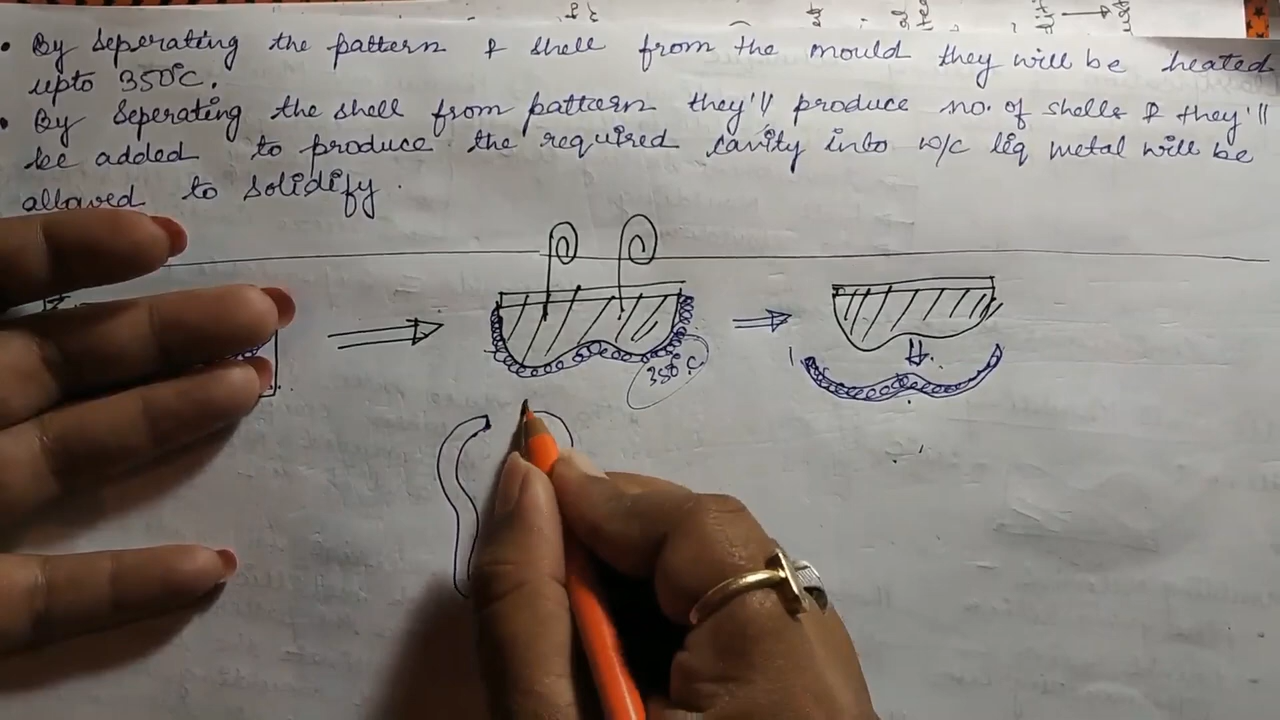 • By seperating the pattern & shell from the mould they will be heated
upto 350°C.
• By Seperating the shell from pattern they'll produce no. of shells & they'll
be added to produce the required cavity into w/c liq metal will be
allowed to solidify.
350°C